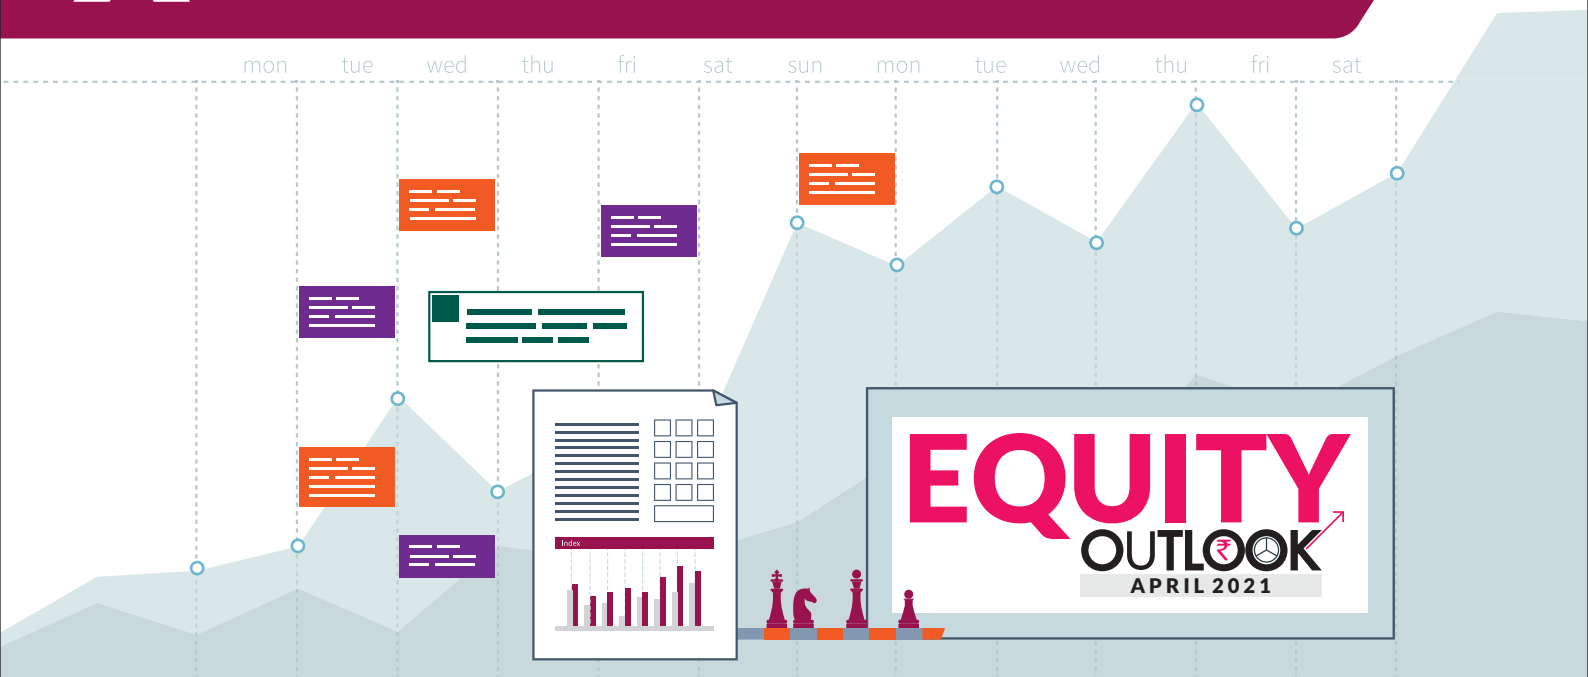 mon tue wed thu fri sat sun mon tue wed thu fri sat
Index
EQUITY
OUTLOOK
APRIL 2021